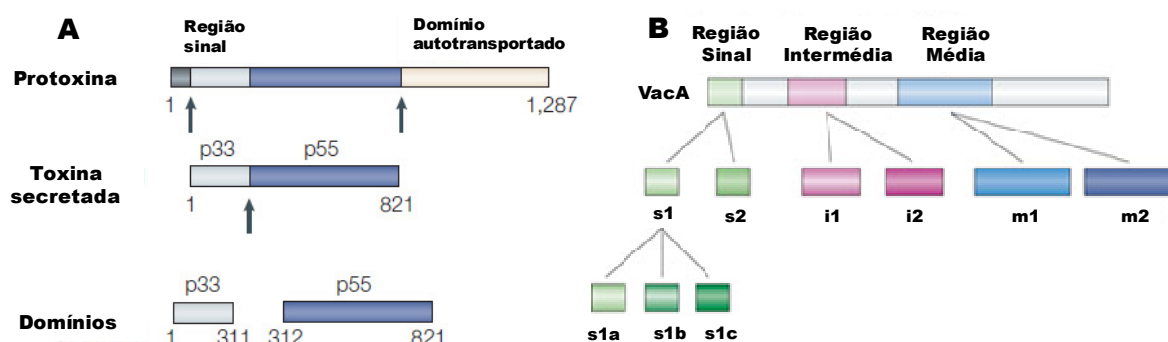 A
Região
sinal
Domínio
autotransportado
Protoxina
1
1,287
p33
p55
Toxina
secretada
1
821
p33
p55
Domínios
1
311
312
821
B
Região
Sinal
Região
Intermédia
Região
Média
VacA
s1
s2
i1
i2
m1
m2
s1a
s1b
s1c